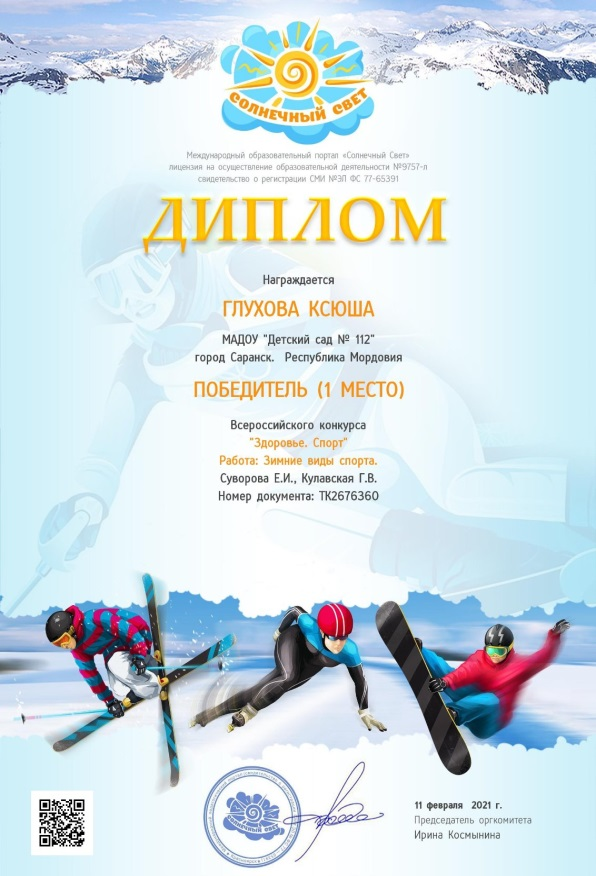 СОЛНЕЧНЫЙ СВЕТ
Международный образовательный портал «Солнечный Свет»
лицензия на осуществление образовательной деятельности №9757-л
свидетельство о регистрации СМИ №ЭЛ ФС 77-65391
ДИПЛОМ
Награждается
ГЛУХОВА КСЮША
МАДОУ "Детский сад № 112"
город Саранск. Республика Мордовия
ПОБЕДИТЕЛЬ (1 МЕСТО)
Всероссийского конкурса
"Здоровье. Спорт"
Работа: Зимние виды спорта.
Суворова Е.И., Кулавская Г.В.
Номер документа: ТК2676360
СОЛНЕЧНЫЙ СВЕТ
11 февраля 2021 г.
Председатель оргкомитета
Ирина Космынина